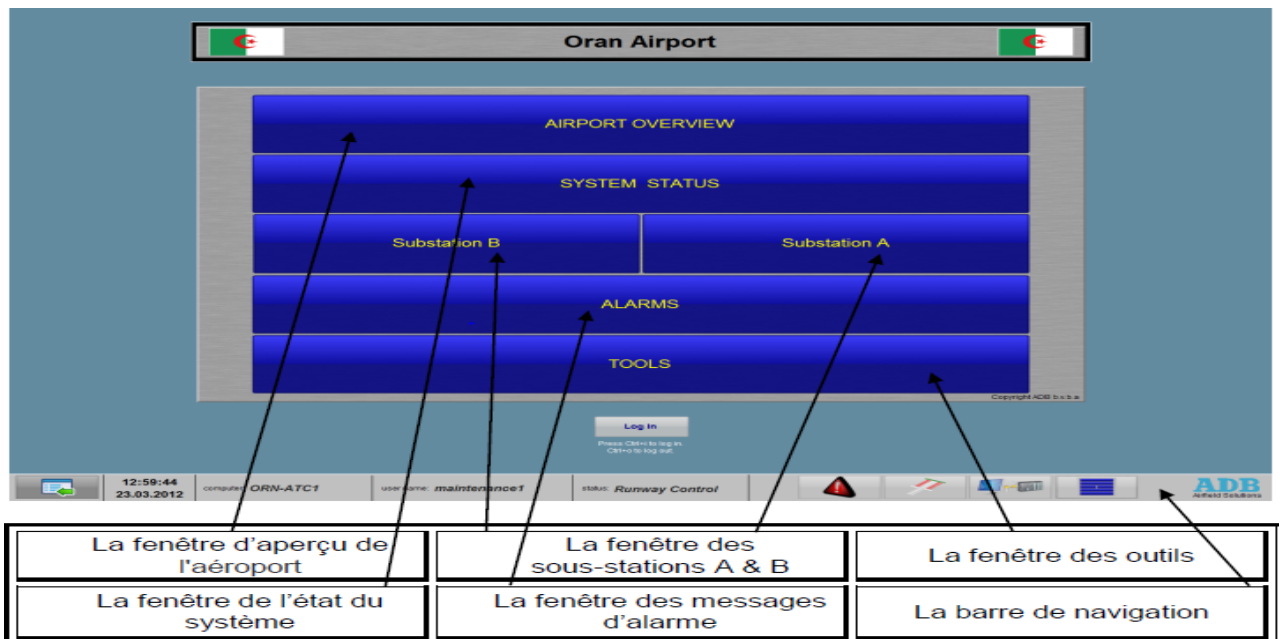 Oran Airport
AIRPORT OVERVIEW
SYSTEM STATUS
Substation B
Substation A
ALARMS
TOOLS
Copyright ADB b.v.b.a
Log In
Press Ctrl+i to log in.
Ctrl+o to log out.
12:59:44
23.03.2012
computer: ORN-ATC1
user name: maintenance1
status: Runway Control
ADB
Airfield Solutions
La fenêtre d’aperçu de
l'aéroport
La fenêtre des
sous-stations A & B
La fenêtre des outils
La fenêtre de l’état du
système
La fenêtre des messages
d’alarme
La barre de navigation